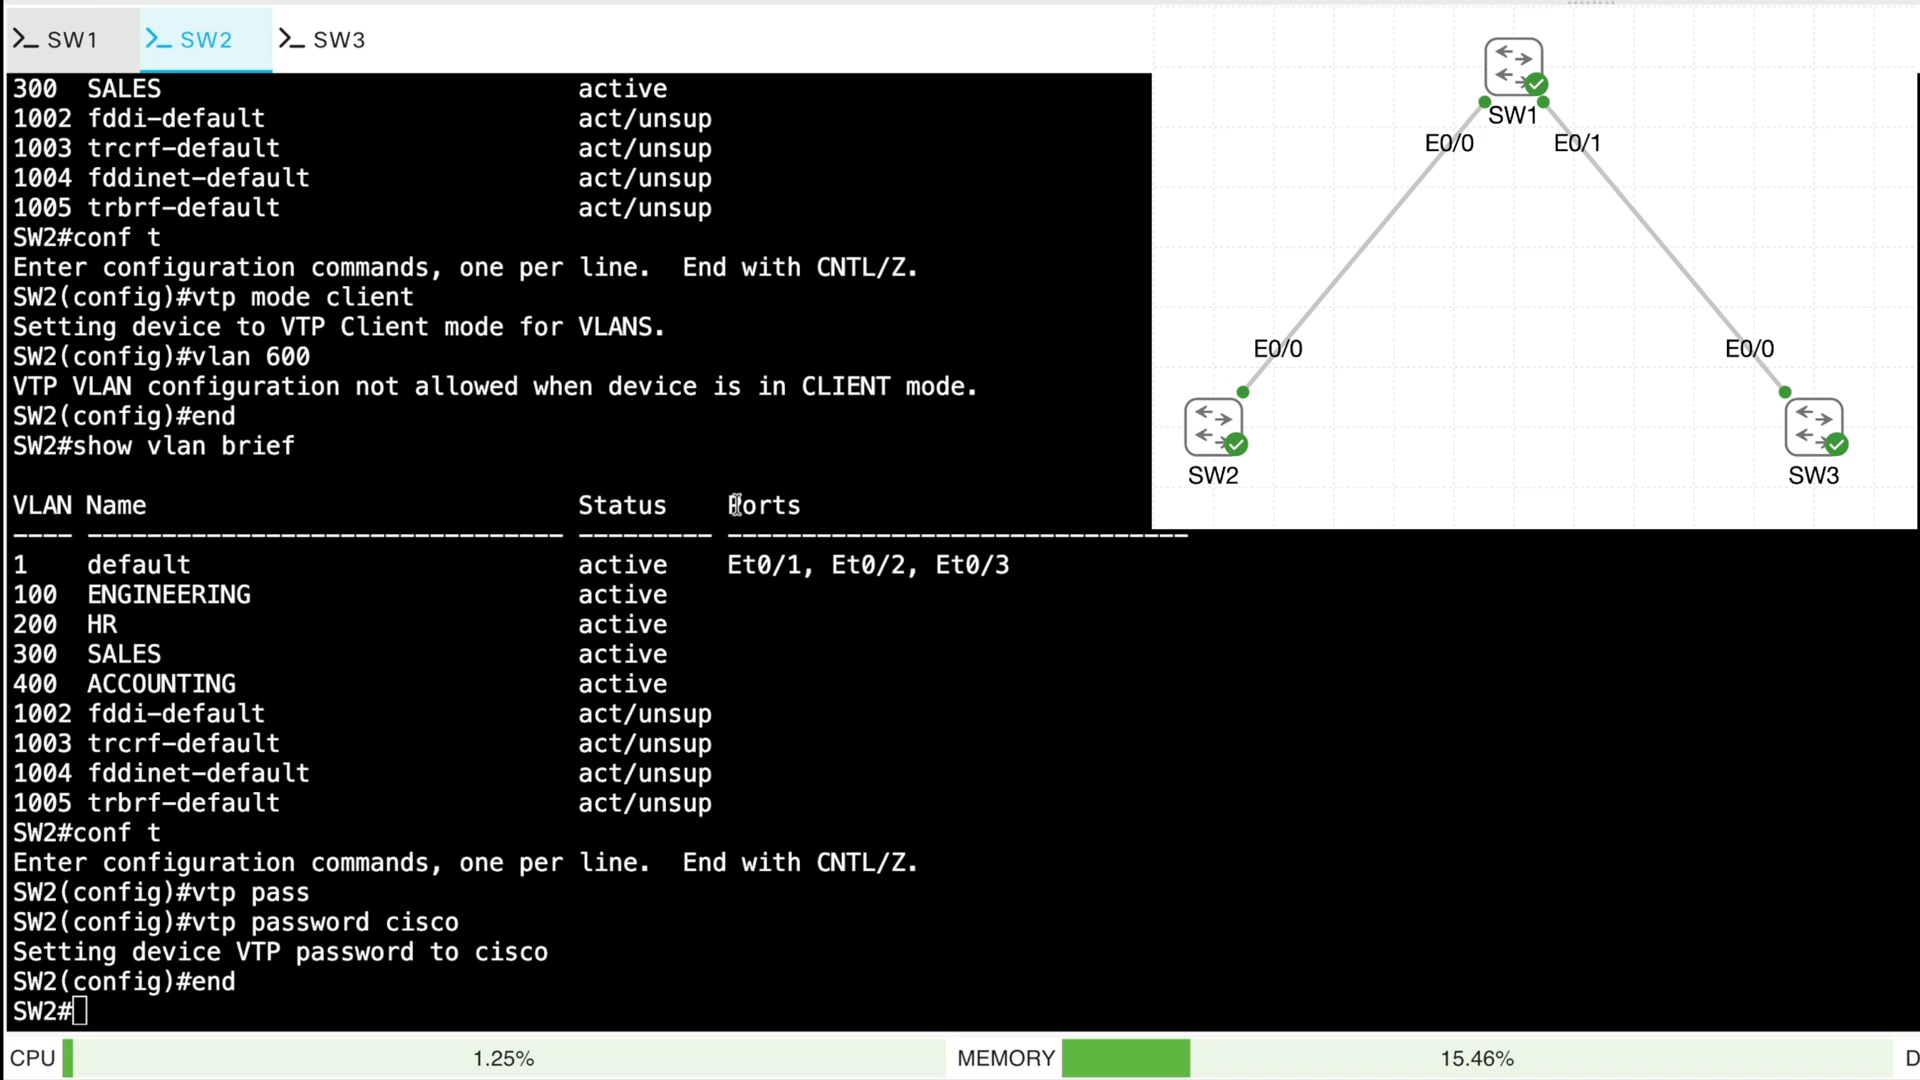 SW1
SW2
SW3
300 SALES active
1002 fddi-default act/unsup
1003 trcrf-default act/unsup
1004 fddinet-default act/unsup
1005 trbrf-default act/unsup
SW2#conf t
Enter configuration commands, one per line. End with CNTL/Z.
SW2(config)#vtp mode client
Setting device to VTP Client mode for VLANS.
SW2(config)#vlan 600
VTP VLAN configuration not allowed when device is in CLIENT mode.
SW2(config)#end
SW2#show vlan brief
VLAN Name Status Ports
---- -------------------------------- --------- -------------------------------
1 default active Et0/1, Et0/2, Et0/3
100 ENGINEERING active
200 HR active
300 SALES active
400 ACCOUNTING active
1002 fddi-default act/unsup
1003 trcrf-default act/unsup
1004 fddinet-default act/unsup
1005 trbrf-default act/unsup
SW2#conf t
Enter configuration commands, one per line. End with CNTL/Z.
SW2(config)#vtp pass
SW2(config)#vtp password cisco
Setting device VTP password to cisco
SW2(config)#end
SW2#
SW1
E0/0
E0/1
E0/0
E0/0
SW2
SW3
CPU 1.25% MEMORY 15.46% D